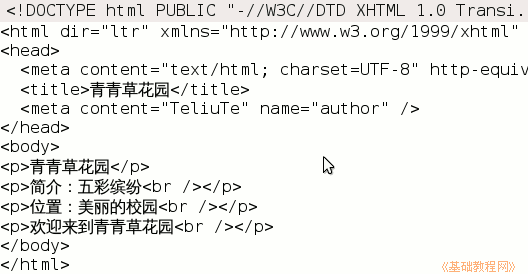 <!DOCTYPE html PUBLIC "-//W3C//DTD XHTML 1.0 Transi...
<html dir="ltr" xmlns="http://www.w3.org/1999/xhtml"
<head>
<meta content="text/html; charset=UTF-8" http-equiv
<title>青青草花园</title>
<meta content="TeliuTe" name="author" />
</head>
<body>
<p>青青草花园</p>
<p>简介：五彩缤纷<br /></p>
<p>位置：美丽的校园<br /></p>
<p>欢迎来到青青草花园<br /></p>
</body>
</html>
《基础教程网》